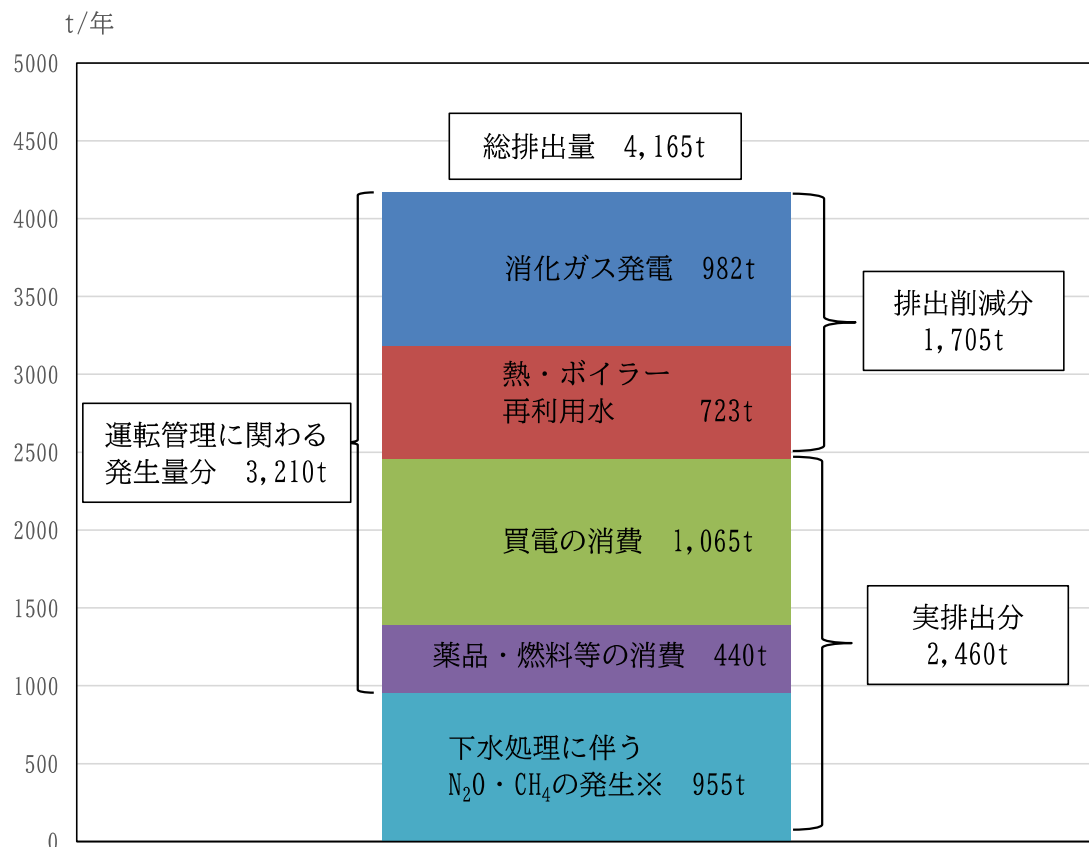 t/年
5000
4500
4000
3500
3000
2500
2000
1500
1000
500
0
総排出量　4,165t
消化ガス発電　982t
熱・ボイラー
再利用水　　　723t
買電の消費　1,065t
薬品・燃料等の消費　440t
下水処理に伴う
N₂O・CH₄の発生※　955t
運転管理に関わる
発生量分　3,210t
排出削減分
1,705t
実排出分
2,460t